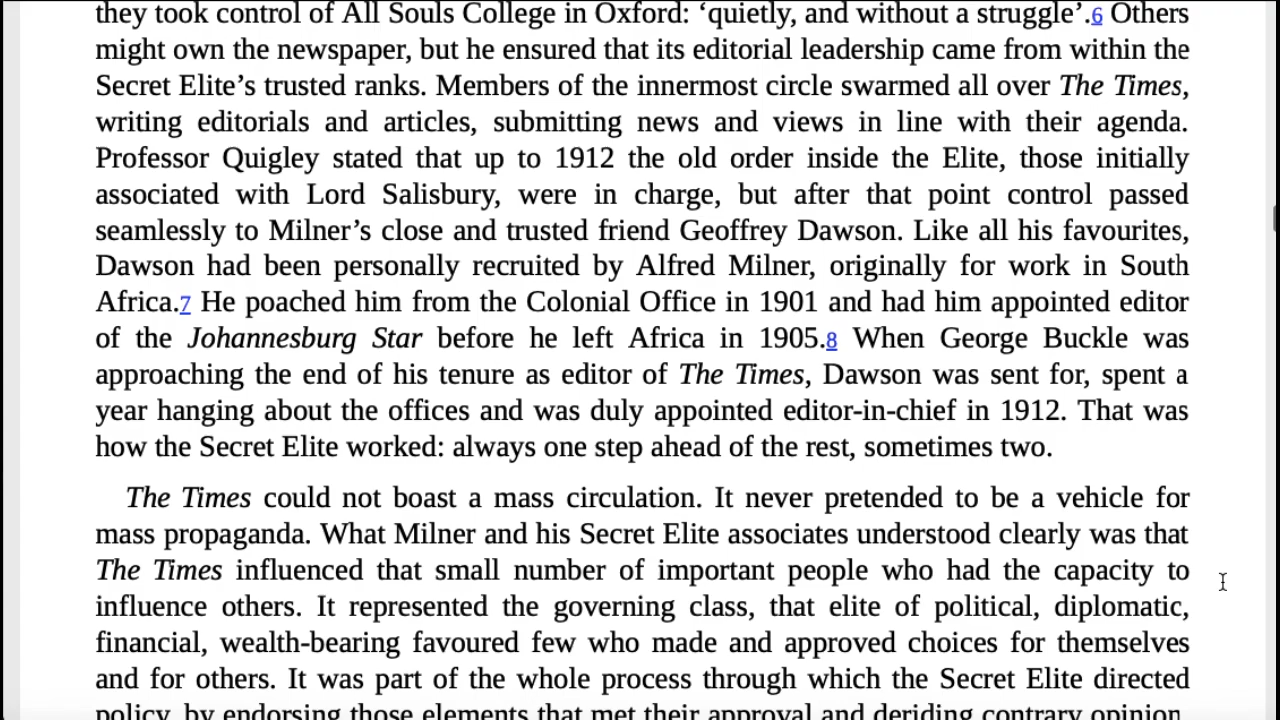 they took control of All Souls College in Oxford: ‘quietly, and without a struggle’.6 Others
might own the newspaper, but he ensured that its editorial leadership came from within the
Secret Elite’s trusted ranks. Members of the innermost circle swarmed all over The Times,
writing editorials and articles, submitting news and views in line with their agenda.
Professor Quigley stated that up to 1912 the old order inside the Elite, those initially
associated with Lord Salisbury, were in charge, but after that point control passed
seamlessly to Milner’s close and trusted friend Geoffrey Dawson. Like all his favourites,
Dawson had been personally recruited by Alfred Milner, originally for work in South
Africa.7 He poached him from the Colonial Office in 1901 and had him appointed editor
of the Johannesburg Star before he left Africa in 1905.8 When George Buckle was
approaching the end of his tenure as editor of The Times, Dawson was sent for, spent a
year hanging about the offices and was duly appointed editor-in-chief in 1912. That was
how the Secret Elite worked: always one step ahead of the rest, sometimes two.
The Times could not boast a mass circulation. It never pretended to be a vehicle for
mass propaganda. What Milner and his Secret Elite associates understood clearly was that
The Times influenced that small number of important people who had the capacity to
influence others. It represented the governing class, that elite of political, diplomatic,
financial, wealth-bearing favoured few who made and approved choices for themselves
and for others. It was part of the whole process through which the Secret Elite directed
policy, by endorsing those elements that met their approval and deriding contrary opinion.